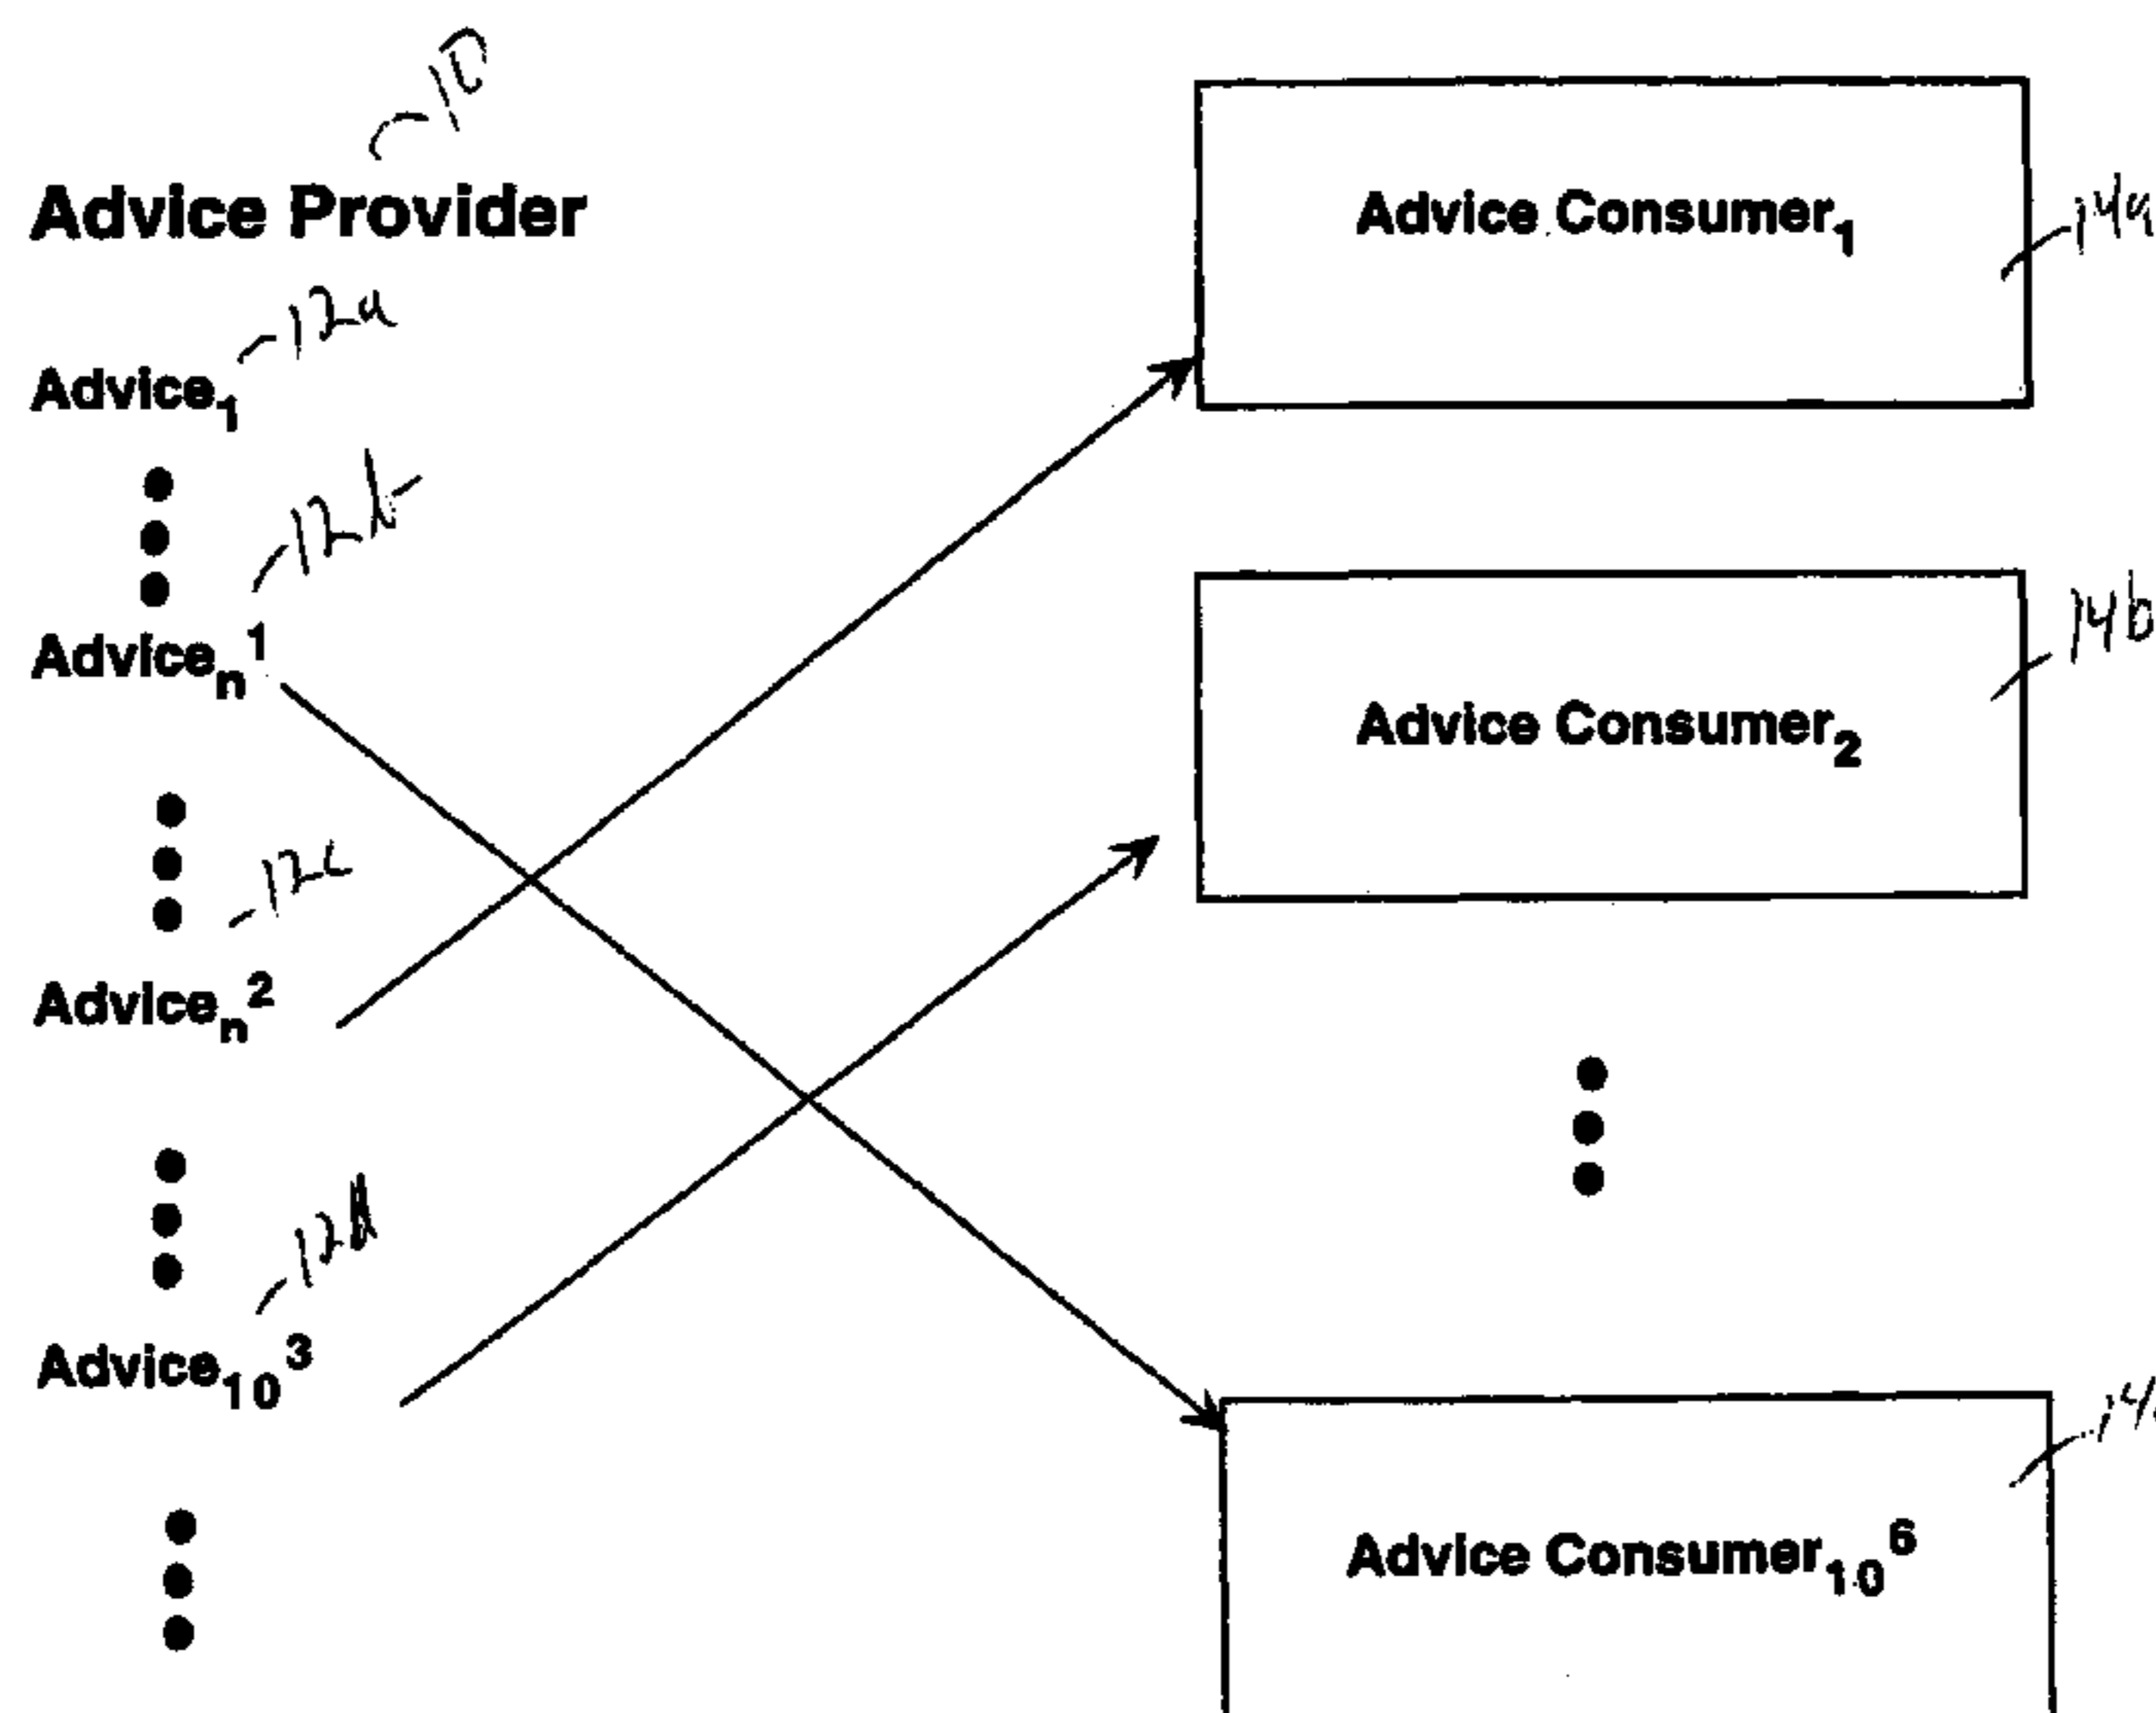 10
Advice Provider
12a
Advice₁
12b
Adviceₙ¹
12c
Adviceₙ²
12d
Advice₁₀³
Advice Consumer₁
14a
Advice Consumer₂
14b
Advice Consumer₁₀⁶